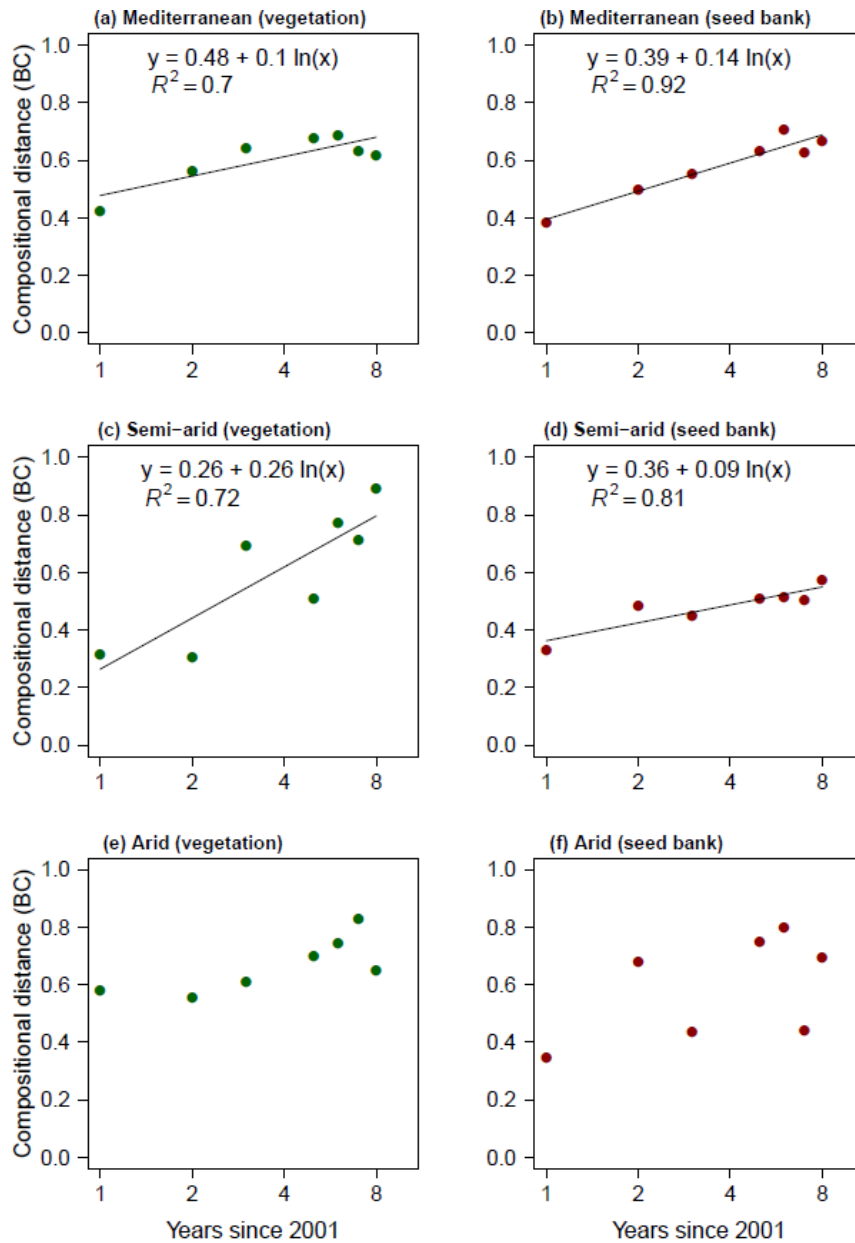 (a) Mediterranean (vegetation)
y = 0.48 + 0.1 ln(x)
R² = 0.7
Compositional distance (BC)
1.0
0.8
0.6
0.4
0.2
0.0
1 2 4 8
(b) Mediterranean (seed bank)
y = 0.39 + 0.14 ln(x)
R² = 0.92
1.0
0.8
0.6
0.4
0.2
0.0
1 2 4 8
(c) Semi−arid (vegetation)
y = 0.26 + 0.26 ln(x)
R² = 0.72
Compositional distance (BC)
1.0
0.8
0.6
0.4
0.2
0.0
1 2 4 8
(d) Semi−arid (seed bank)
y = 0.36 + 0.09 ln(x)
R² = 0.81
1.0
0.8
0.6
0.4
0.2
0.0
1 2 4 8
(e) Arid (vegetation)
Compositional distance (BC)
1.0
0.8
0.6
0.4
0.2
0.0
1 2 4 8
Years since 2001
(f) Arid (seed bank)
1.0
0.8
0.6
0.4
0.2
0.0
1 2 4 8
Years since 2001